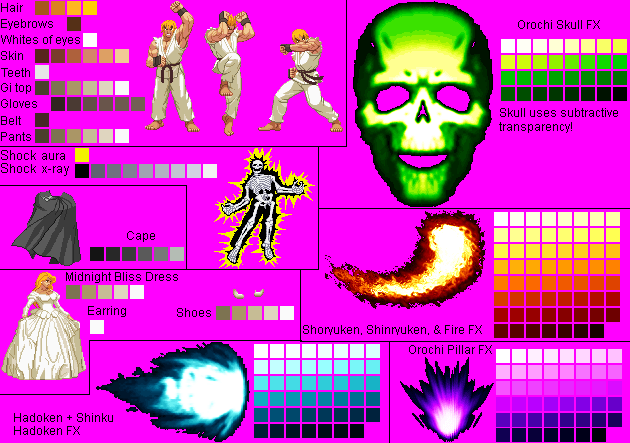 Hair
Eyebrows
Whites of eyes
Skin
Teeth
Gi top
Gloves
Belt
Pants
Orochi Skull FX
Skull uses subtractive
transparency!
Shock aura
Shock x-ray
Cape
Midnight Bliss Dress
Earring
Shoes
Shoryuken, Shinryuken, & Fire FX
Orochi Pillar FX
Hadoken + Shinku
Hadoken FX